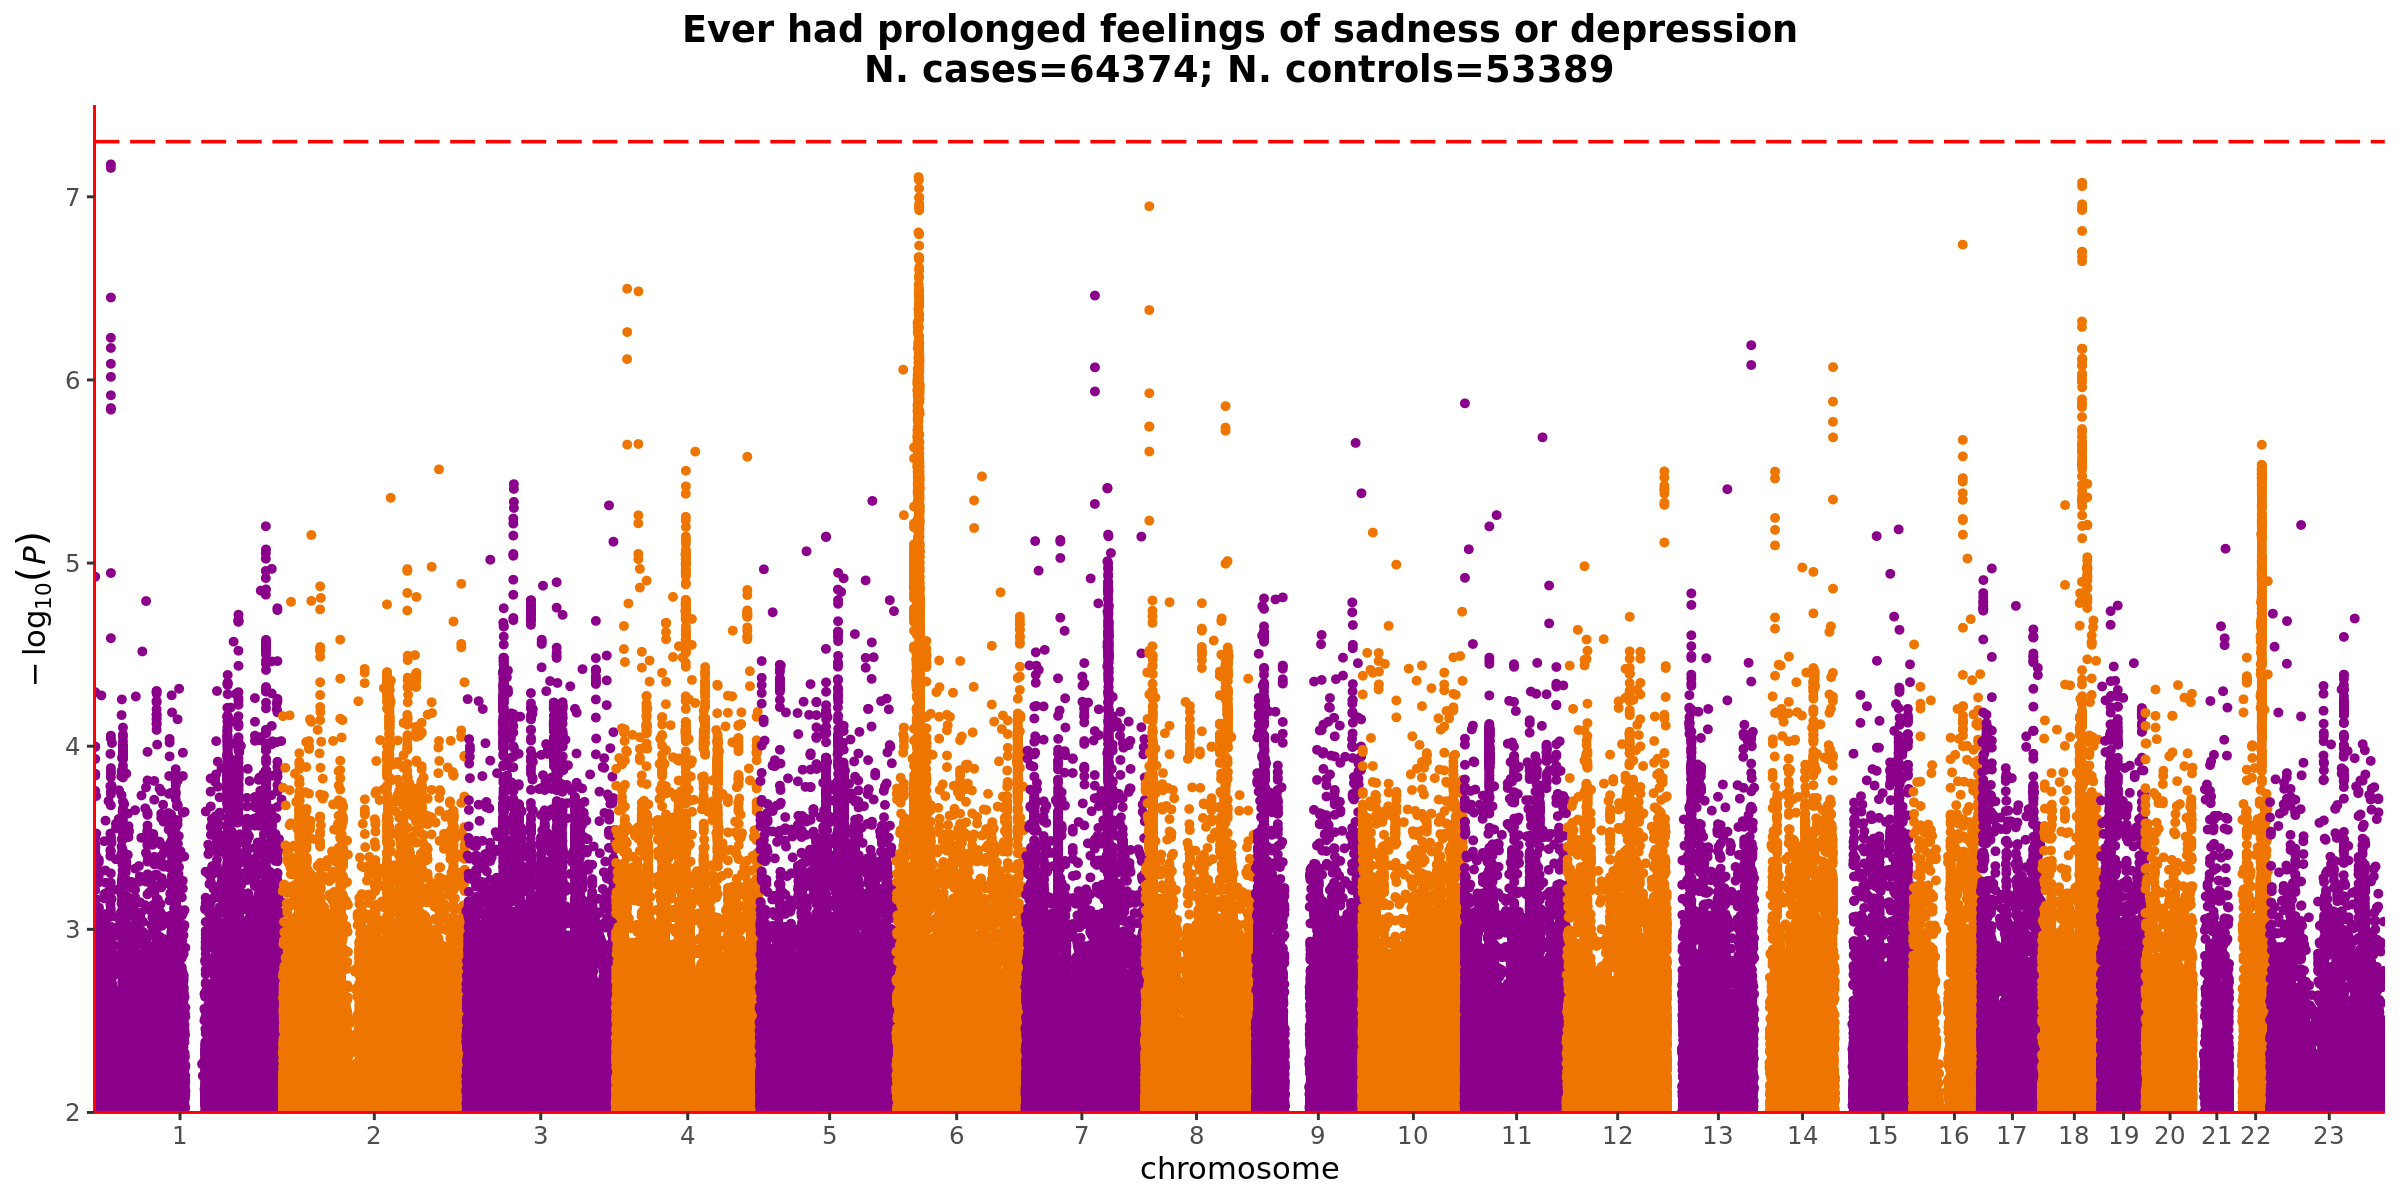 Ever had prolonged feelings of sadness or depression
N. cases=64374; N. controls=53389
−log₁₀(P)
7
6
5
4
3
2
1 2 3 4 5 6 7 8 9 10 11 12 13 14 15 16 17 18 19 20 21 22 23
chromosome